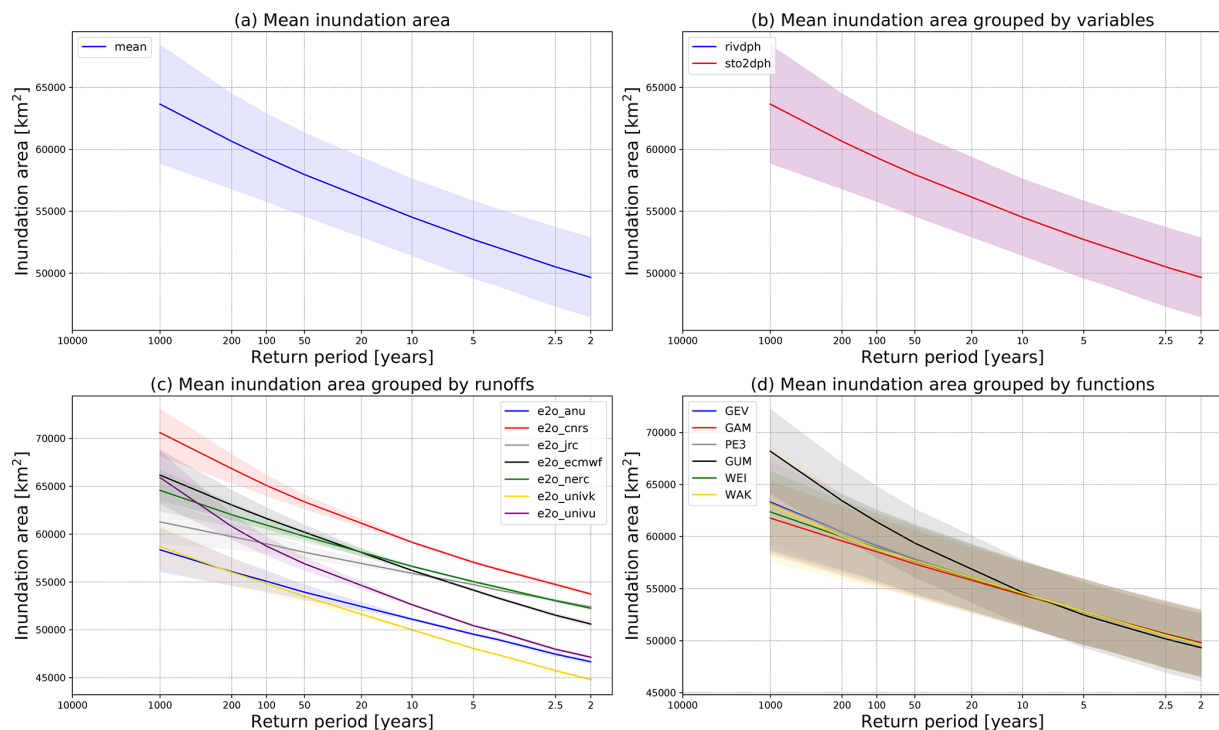 (a) Mean inundation area
mean
65000
60000
55000
50000
Inundation area [km²]
10000 1000 200 100 50 20 10 5 2.5 2
Return period [years]
(b) Mean inundation area grouped by variables
rivdph
sto2dph
65000
60000
55000
50000
Inundation area [km²]
10000 1000 200 100 50 20 10 5 2.5 2
Return period [years]
(c) Mean inundation area grouped by runoffs
e2o_anu
e2o_cnrs
e2o_jrc
e2o_ecmwf
e2o_nerc
e2o_univk
e2o_univu
70000
65000
60000
55000
50000
45000
Inundation area [km²]
10000 1000 200 100 50 20 10 5 2.5 2
Return period [years]
(d) Mean inundation area grouped by functions
GEV
GAM
PE3
GUM
WEI
WAK
70000
65000
60000
55000
50000
45000
Inundation area [km²]
10000 1000 200 100 50 20 10 5 2.5 2
Return period [years]